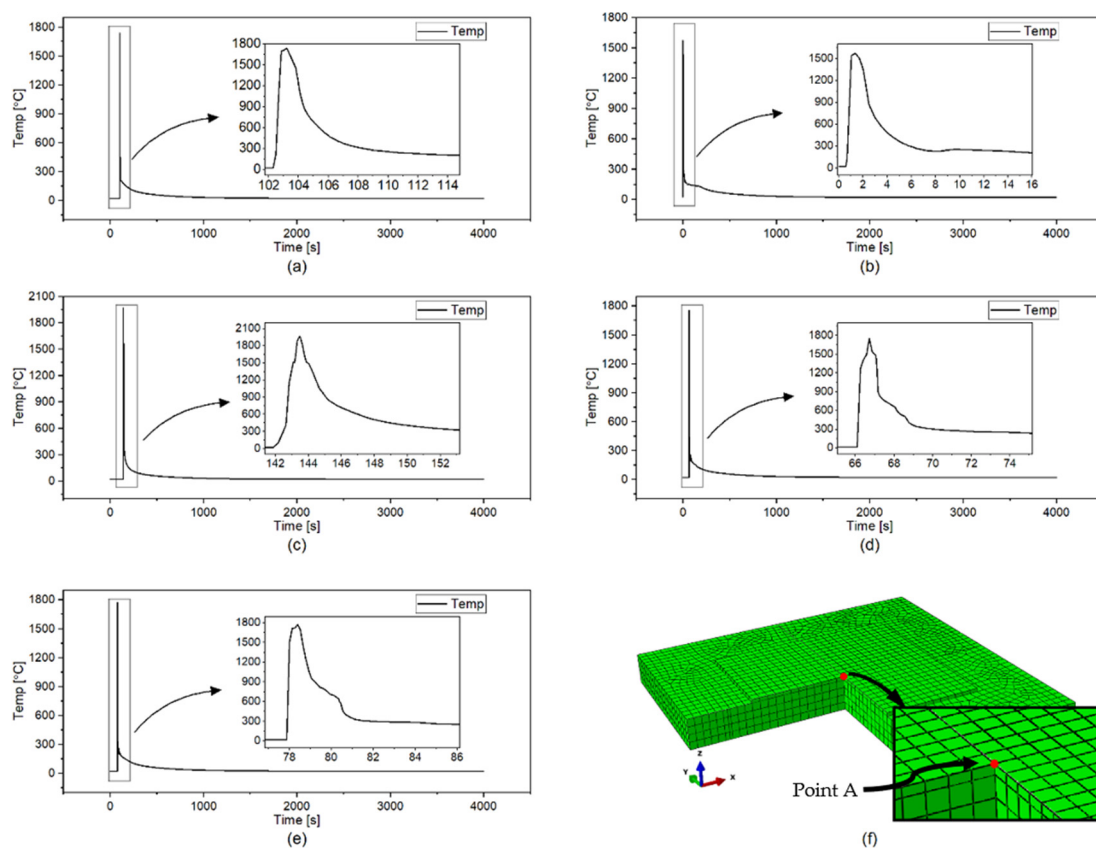 1800
1500
1200
900
600
300
0
Temp [°C]
0 1000 2000 3000 4000
Time [s]
Temp
1800
1500
1200
900
600
300
0
102 104 106 108 110 112 114
(a)
1800
1500
1200
900
600
300
0
Temp [°C]
0 1000 2000 3000 4000
Time [s]
Temp
1800
1500
1200
900
600
300
0
0 2 4 6 8 10 12 14 16
(b)
2100
1800
1500
1200
900
600
300
0
Temp [°C]
0 1000 2000 3000 4000
Time [s]
Temp
2100
1800
1500
1200
900
600
300
0
142 144 146 148 150 152
(c)
1800
1500
1200
900
600
300
0
Temp [°C]
0 1000 2000 3000 4000
Time [s]
Temp
1800
1500
1200
900
600
300
0
66 68 70 72 74
(d)
1800
1500
1200
900
600
300
0
Temp [°C]
0 1000 2000 3000 4000
Time [s]
Temp
1800
1500
1200
900
600
300
0
78 80 82 84 86
(e)
Z
Y
X
Point A
(f)